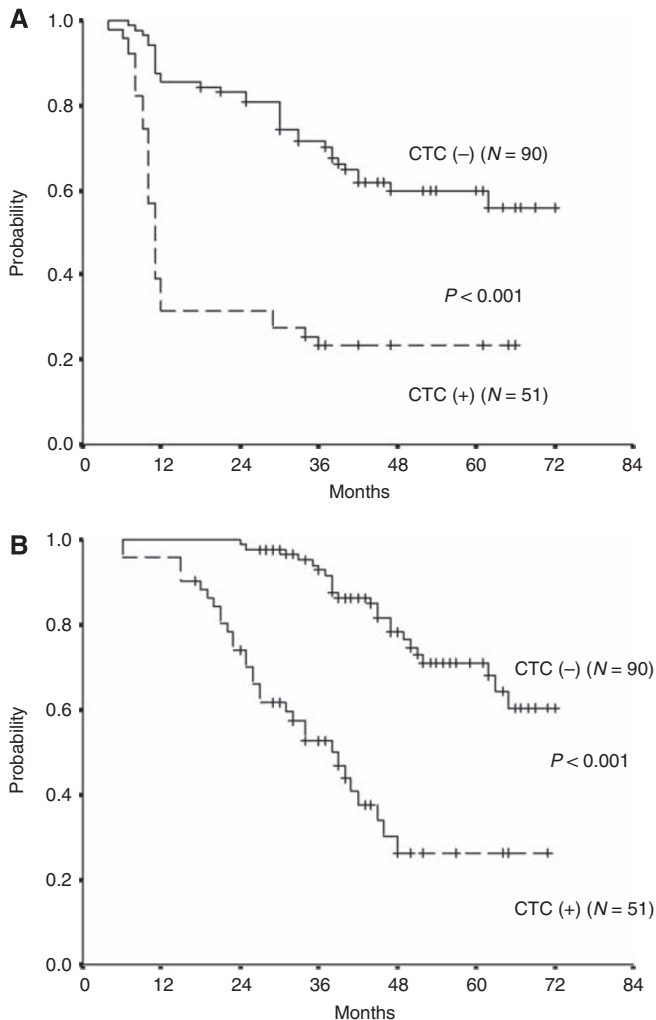 A
1.0
0.8
0.6
0.4
0.2
0.0
Probability
CTC (–) (N = 90)
P < 0.001
CTC (+) (N = 51)
0 12 24 36 48 60 72 84
Months
B
1.0
0.8
0.6
0.4
0.2
0.0
Probability
CTC (–) (N = 90)
P < 0.001
CTC (+) (N = 51)
0 12 24 36 48 60 72 84
Months